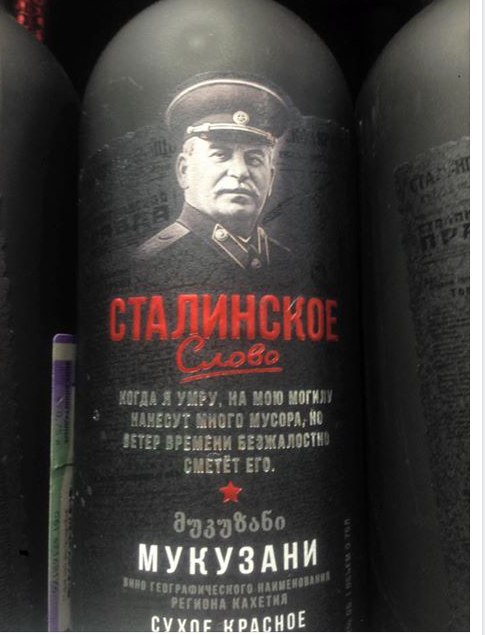 СТАЛИНСКОЕ
Слово
КОГДА Я УМРУ, НА МОЮ МОГИЛУ
НАНЕСУТ МНОГО МУСОРА, НО
ВЕТЕР ВРЕМЕНИ БЕЗЖАЛОСТНО
СМЕТЁТ ЕГО.
მუკუზანი
МУКУЗАНИ
ВИНО ГЕОГРАФИЧЕСКОГО НАИМЕНОВАНИЯ
РЕГИОНА КАХЕТИЯ
СУХОЕ КРАСНОЕ